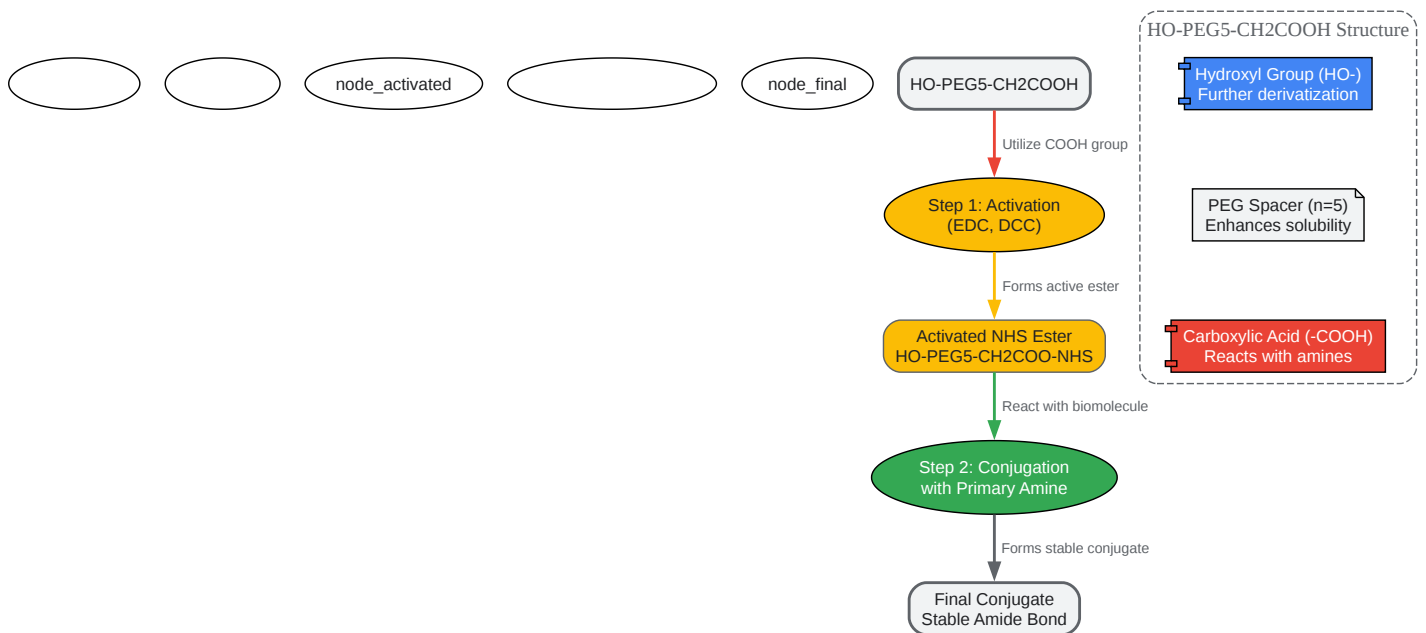 node_activated
node_final
HO-PEG5-CH2COOH
Utilize COOH group
Step 1: Activation
(EDC, DCC)
Forms active ester
Activated NHS Ester
HO-PEG5-CH2COO-NHS
React with biomolecule
Step 2: Conjugation
with Primary Amine
Forms stable conjugate
Final Conjugate
Stable Amide Bond
HO-PEG5-CH2COOH Structure
Hydroxyl Group (HO-)
Further derivatization
PEG Spacer (n=5)
Enhances solubility
Carboxylic Acid (-COOH)
Reacts with amines